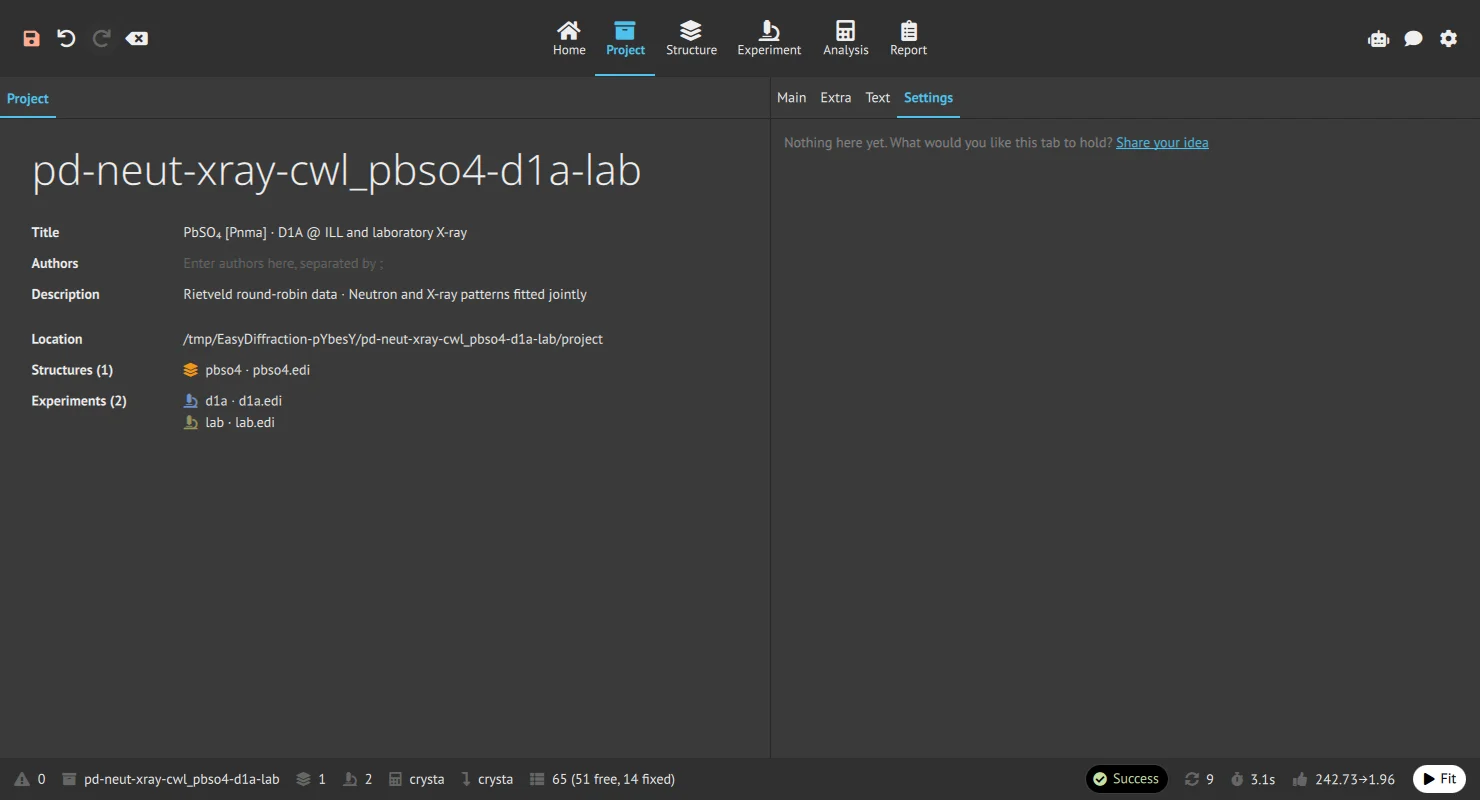 Home Project Structure Experiment Analysis Report
Project
Main Extra Text Settings
Nothing here yet. What would you like this tab to hold? Share your idea
pd-neut-xray-cwl_pbso4-d1a-lab
Title PbSO₄ [Pnma] · D1A @ ILL and laboratory X-ray
Authors Enter authors here, separated by ;
Description Rietveld round-robin data · Neutron and X-ray patterns fitted jointly
Location /tmp/EasyDiffraction-pYbesY/pd-neut-xray-cwl_pbso4-d1a-lab/project
Structures (1) pbso4 · pbso4.edi
Experiments (2) d1a · d1a.edi
lab · lab.edi
0 pd-neut-xray-cwl_pbso4-d1a-lab 1 2 crysta crysta 65 (51 free, 14 fixed) Success 9 3.1s 242.73→1.96 Fit